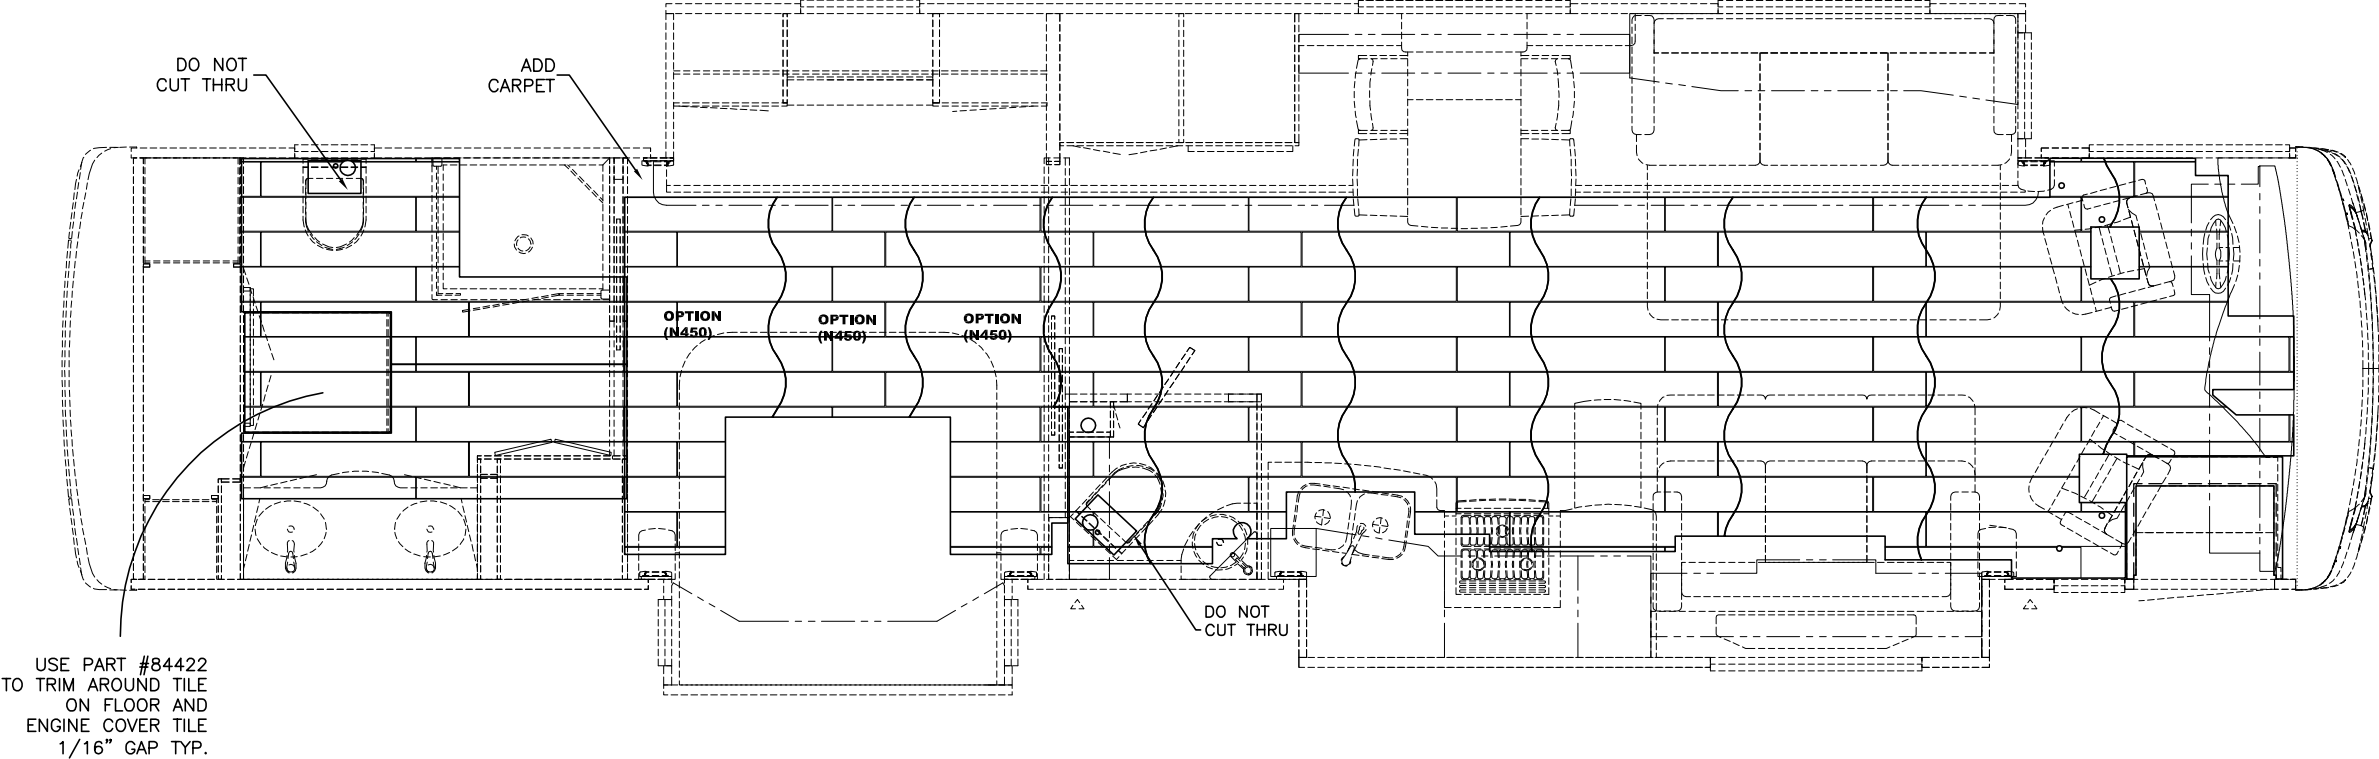 DO NOT
CUT THRU
ADD
CARPET
OPTION
(N450)
OPTION
(N450)
OPTION
(N450)
DO NOT
CUT THRU
USE PART #84422
TO TRIM AROUND TILE
ON FLOOR AND
ENGINE COVER TILE
1/16" GAP TYP.